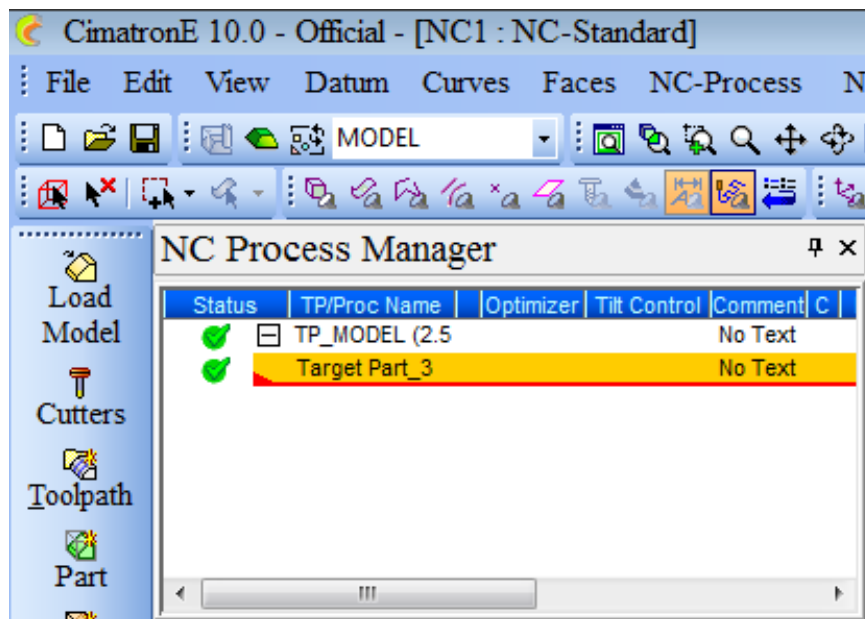 CimatronE 10.0 - Official - [NC1 : NC-Standard]
File Edit View Datum Curves Faces NC-Process N
MODEL
NC Process Manager
Load
Model
Cutters
Toolpath
Part
Status TP/Proc Name Optimizer Tilt Control Comment C
TP_MODEL (2.5 No Text
Target Part_3 No Text